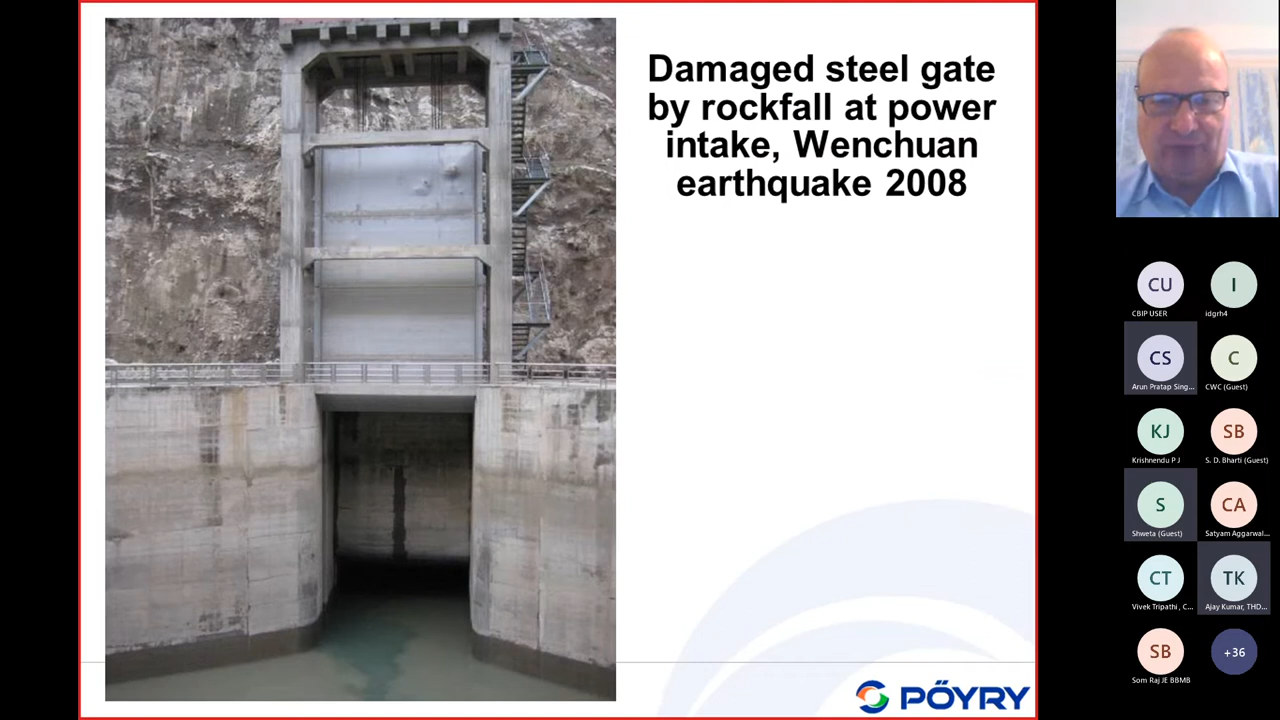 Damaged steel gate
by rockfall at power
intake, Wenchuan
earthquake 2008
PÖYRY
CU
CBIP USER
I
idgrh4
CS
Arun Pratap Sing...
C
CWC (Guest)
KJ
Krishnendu P J
SB
S. D. Bharti (Guest)
S
Shweta (Guest)
CA
Satyam Aggarwal...
CT
Vivek Tripathi , C...
TK
Ajay Kumar, THD...
SB
Som Raj JE BBMB
+36